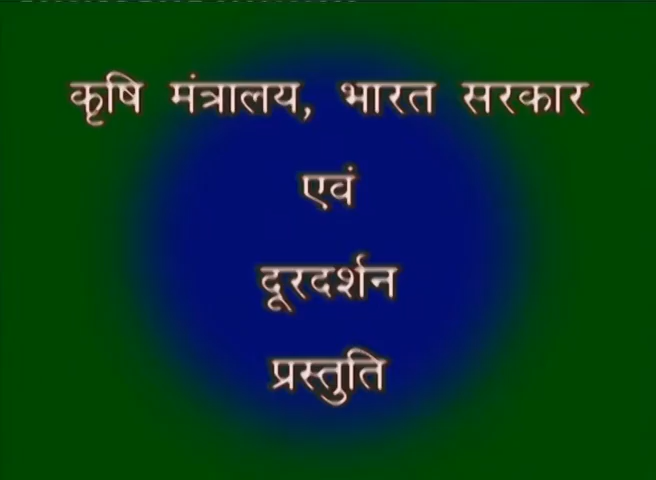 कृषि मंत्रालय, भारत सरकार
एवं
दूरदर्शन
प्रस्तुति